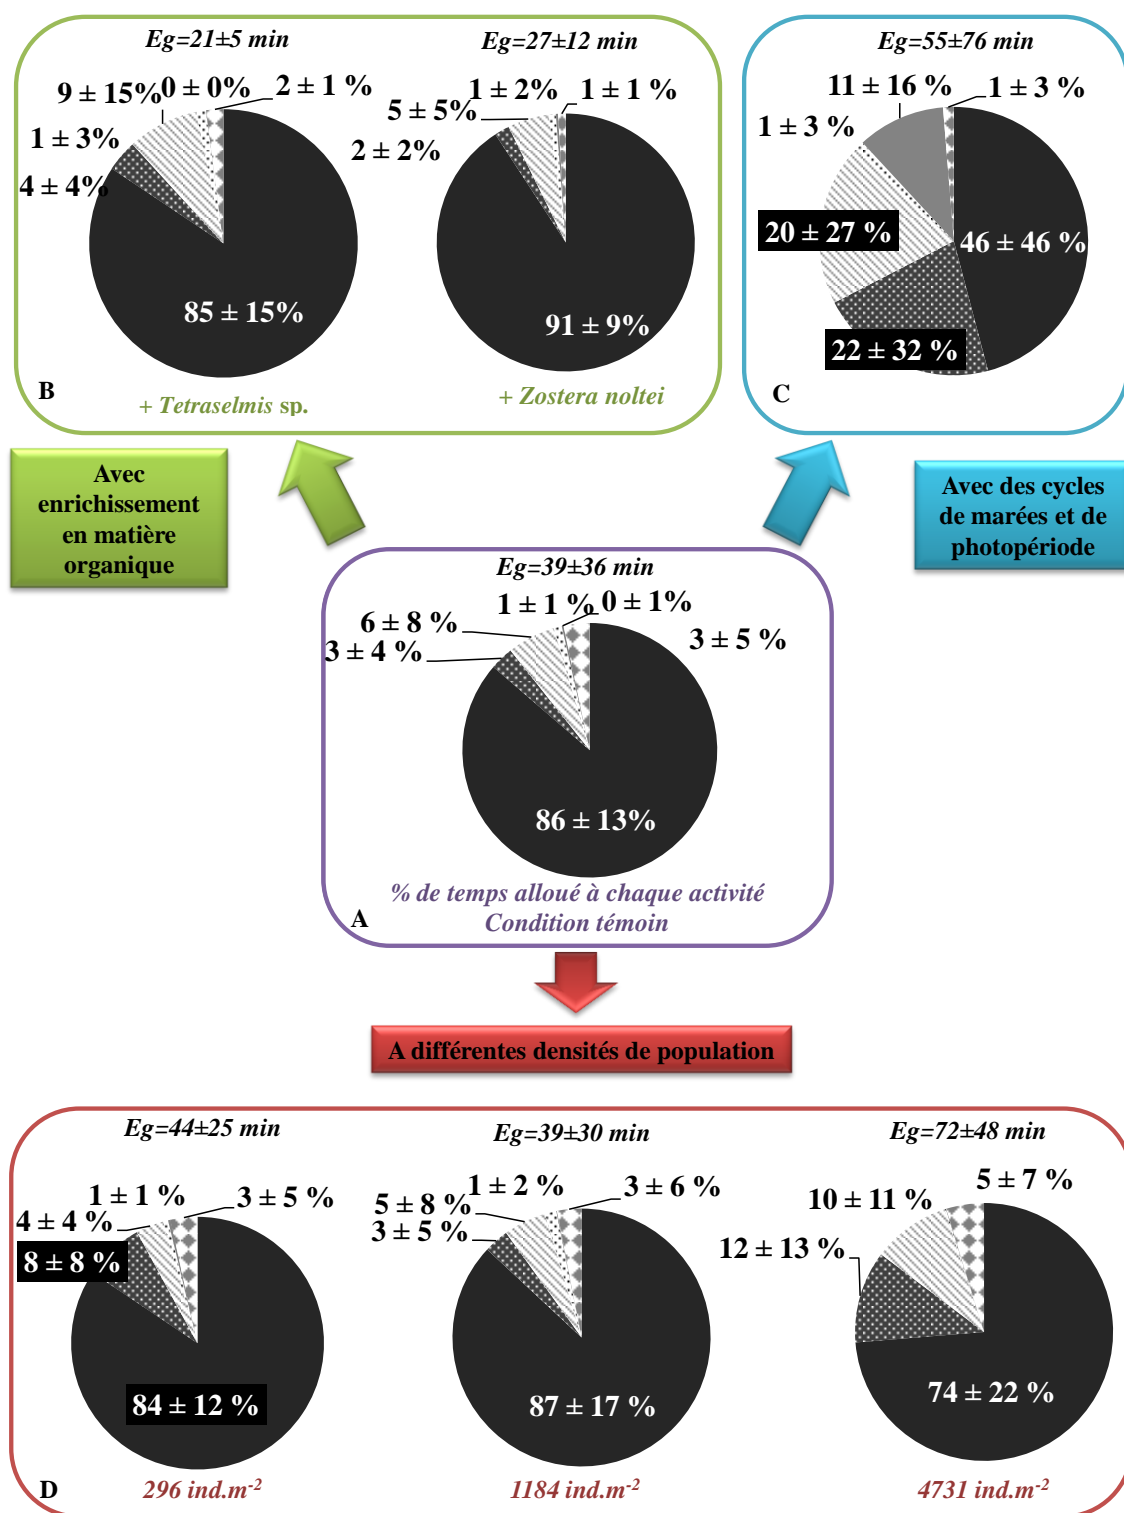 Eg=21±5 min
9 ± 15%
0 ± 0%
2 ± 1 %
1 ± 3%
4 ± 4%
85 ± 15%
B
+ Tetraselmis sp.
Eg=27±12 min
1 ± 2%
1 ± 1 %
5 ± 5%
2 ± 2%
91 ± 9%
+ Zostera noltei
Eg=55±76 min
11 ± 16 %
1 ± 3 %
1 ± 3 %
20 ± 27 %
46 ± 46 %
22 ± 32 %
C
Avec
enrichissement
en matière
organique
Avec des cycles
de marées et de
photopériode
Eg=39±36 min
1 ± 1 %
0 ± 1%
6 ± 8 %
3 ± 4 %
3 ± 5 %
86 ± 13%
% de temps alloué à chaque activité
A
Condition témoin
A différentes densités de population
Eg=44±25 min
1 ± 1 %
3 ± 5 %
4 ± 4 %
8 ± 8 %
84 ± 12 %
D
296 ind.m⁻²
Eg=39±30 min
1 ± 2 %
3 ± 6 %
5 ± 8 %
3 ± 5 %
87 ± 17 %
1184 ind.m⁻²
Eg=72±48 min
5 ± 7 %
10 ± 11 %
12 ± 13 %
74 ± 22 %
4731 ind.m⁻²